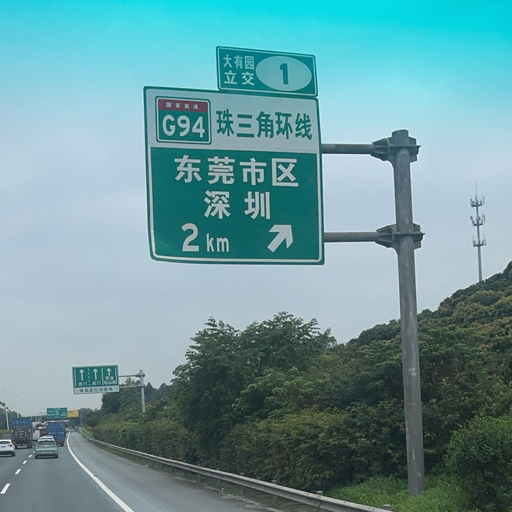 大有园
立交 1
国家高速
G94 珠三角环线
东莞市区
深圳
2 km